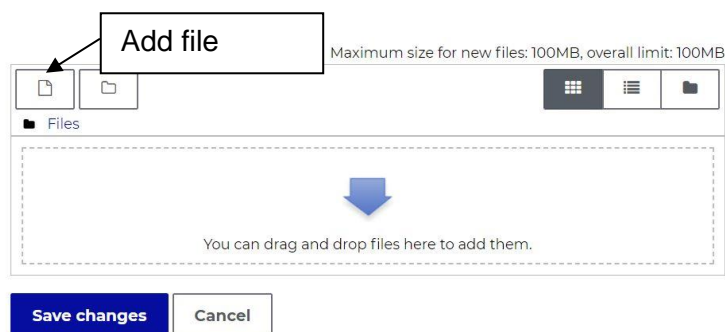 Add file
Maximum size for new files: 100MB, overall limit: 100MB
Files
You can drag and drop files here to add them.
Save changes
Cancel